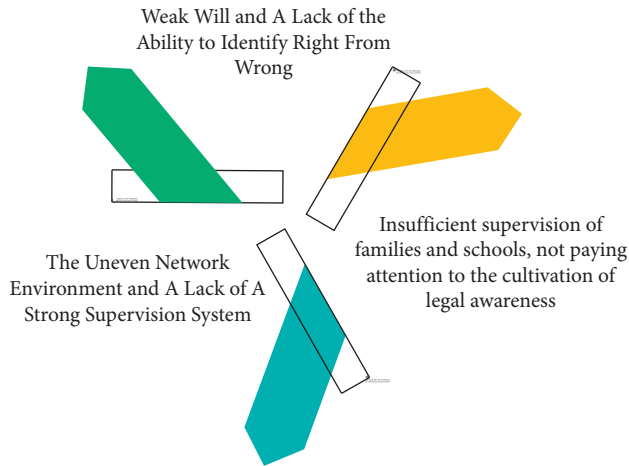 Weak Will and A Lack of the
Ability to Identify Right From
Wrong
Insufficient supervision of
families and schools, not paying
attention to the cultivation of
legal awareness
The Uneven Network
Environment and A Lack of A
Strong Supervision System